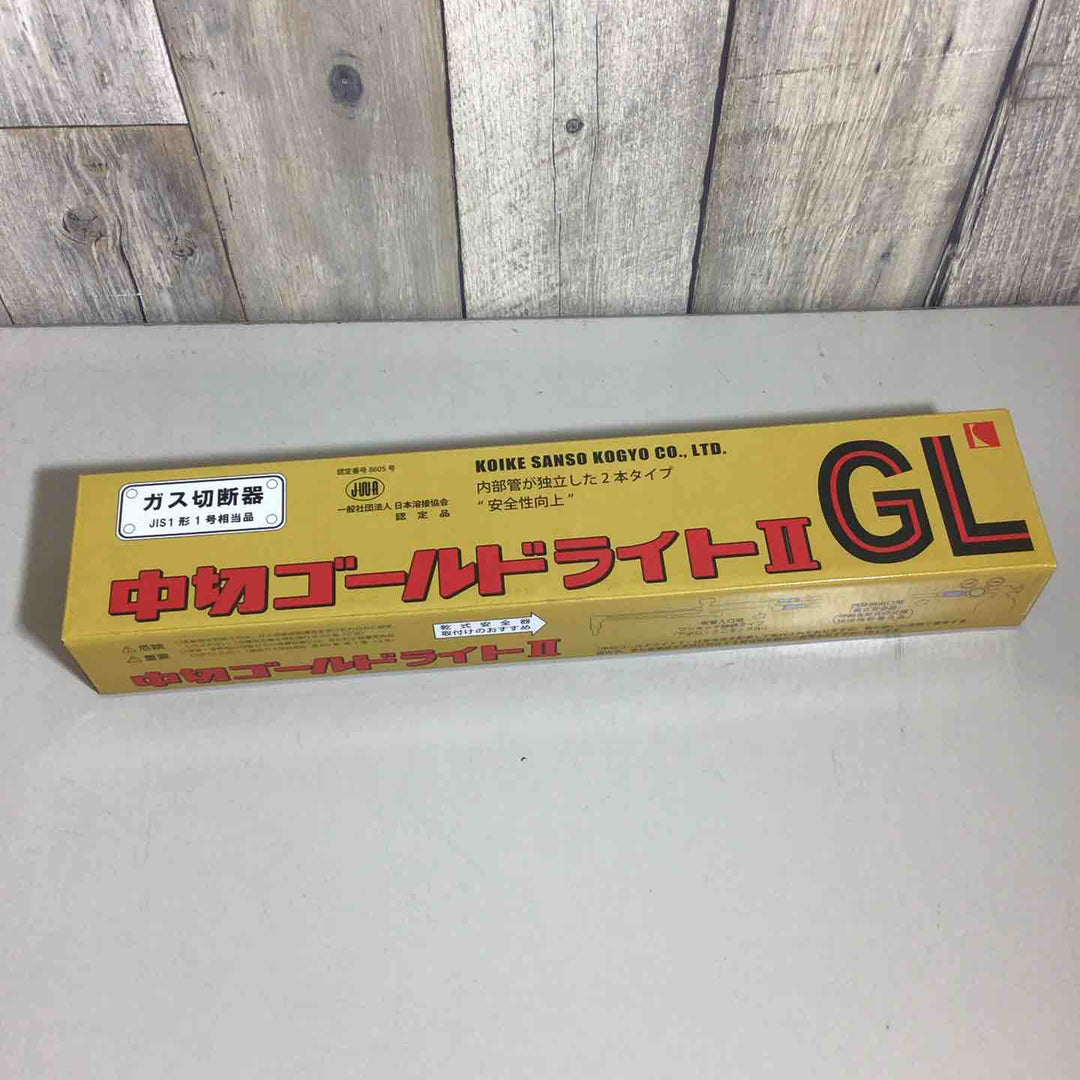 ガス切断器
JIS1形1号相当品
認定番号8605号
JWA
一般社団法人 日本溶接協会
認定品
KOIKE SANSO KOGYO CO., LTD.
内部管が独立した2本タイプ
“安全性向上”
GL
中切ゴールドライトⅡ
危険
重要
乾式安全器
取付けのおすすめ
中切ゴールドライトⅡ